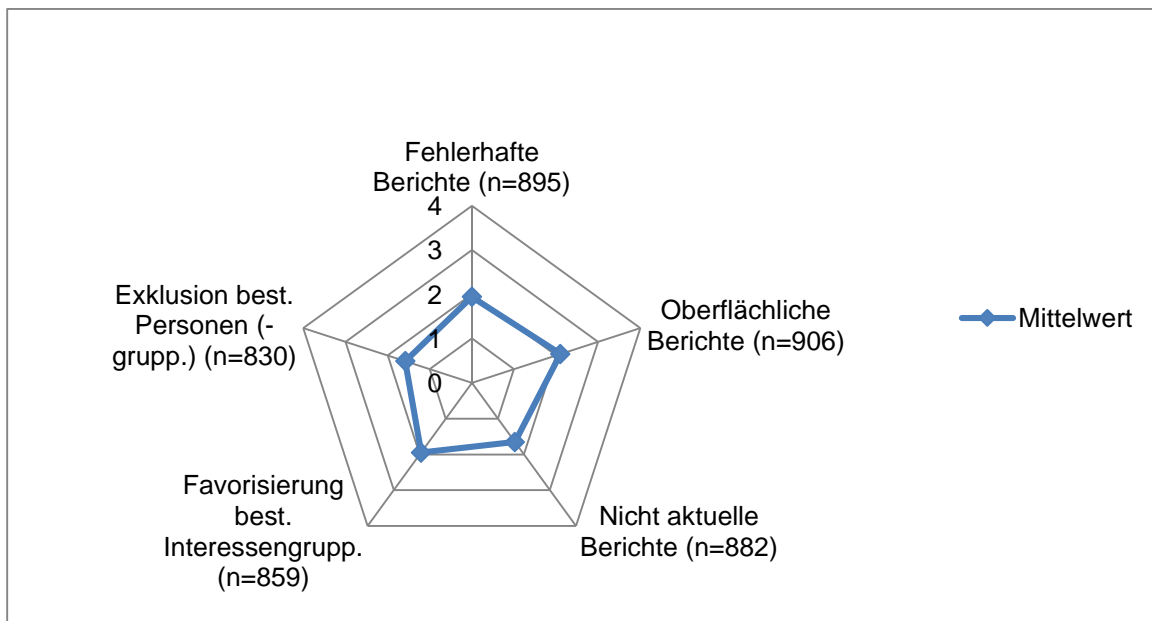 Fehlerhafte
Berichte (n=895)
4
3
2
1
0
Oberflächliche
Berichte (n=906)
Nicht aktuelle
Berichte (n=882)
Favorisierung
best.
Interessengrupp.
(n=859)
Exklusion best.
Personen (-
grupp.) (n=830)
Mittelwert